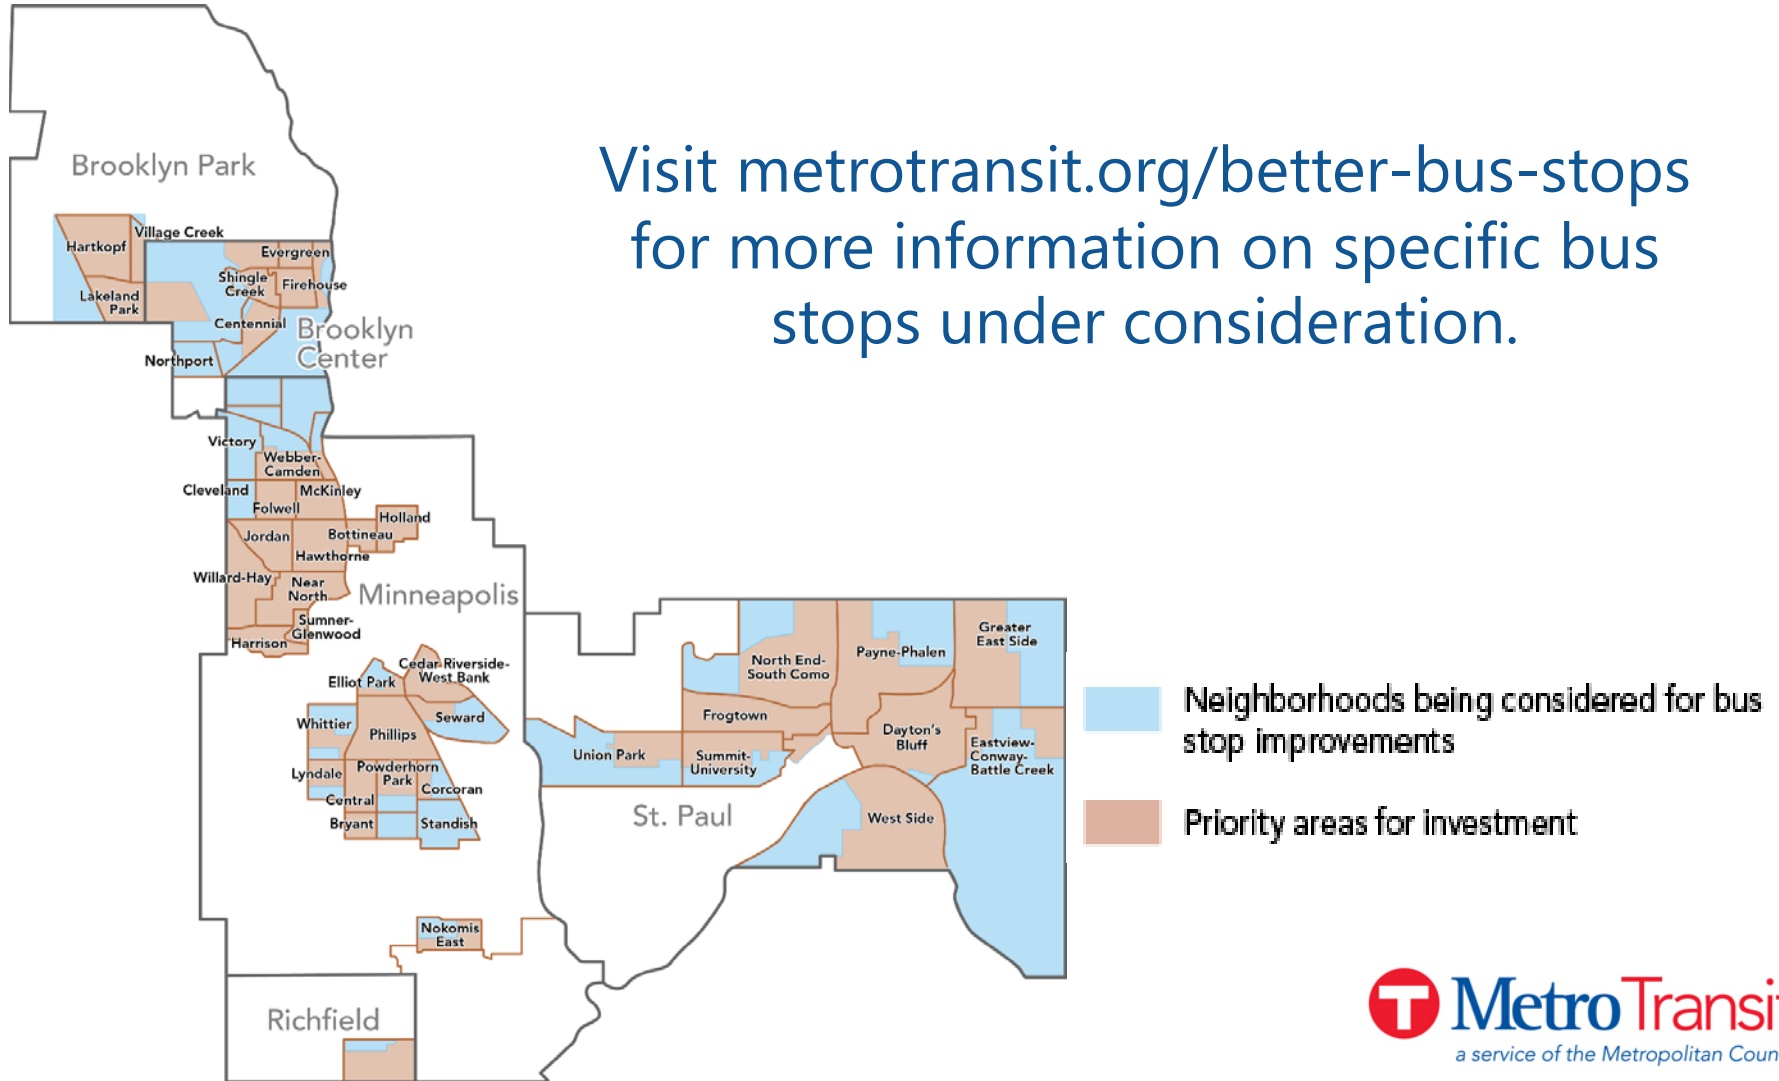 Visit metrotransit.org/better-bus-stops
for more information on specific bus
stops under consideration.
Brooklyn Park
Village Creek
Hartkopf
Evergreen
Shingle
Creek
Firehouse
Lakeland
Park
Centennial
Brooklyn
Center
Northport
Victory
Webber-
Camden
Cleveland
McKinley
Folwell
Holland
Jordan
Bottineau
Hawthorne
Willard-Hay
Near
North
Minneapolis
Sumner-
Glenwood
Harrison
Cedar Riverside-
West Bank
Elliot Park
Whittier
Seward
Phillips
Lyndale
Powderhorn
Park
Corcoran
Central
Bryant
Standish
Nokomis
East
Richfield
North End-
South Como
Payne-Phalen
Greater
East Side
Frogtown
Dayton's
Bluff
Union Park
Summit-
University
Eastview-
Conway-
Battle Creek
St. Paul
West Side
Neighborhoods being considered for bus
stop improvements
Priority areas for investment
T MetroTransi
a service of the Metropolitan Coun